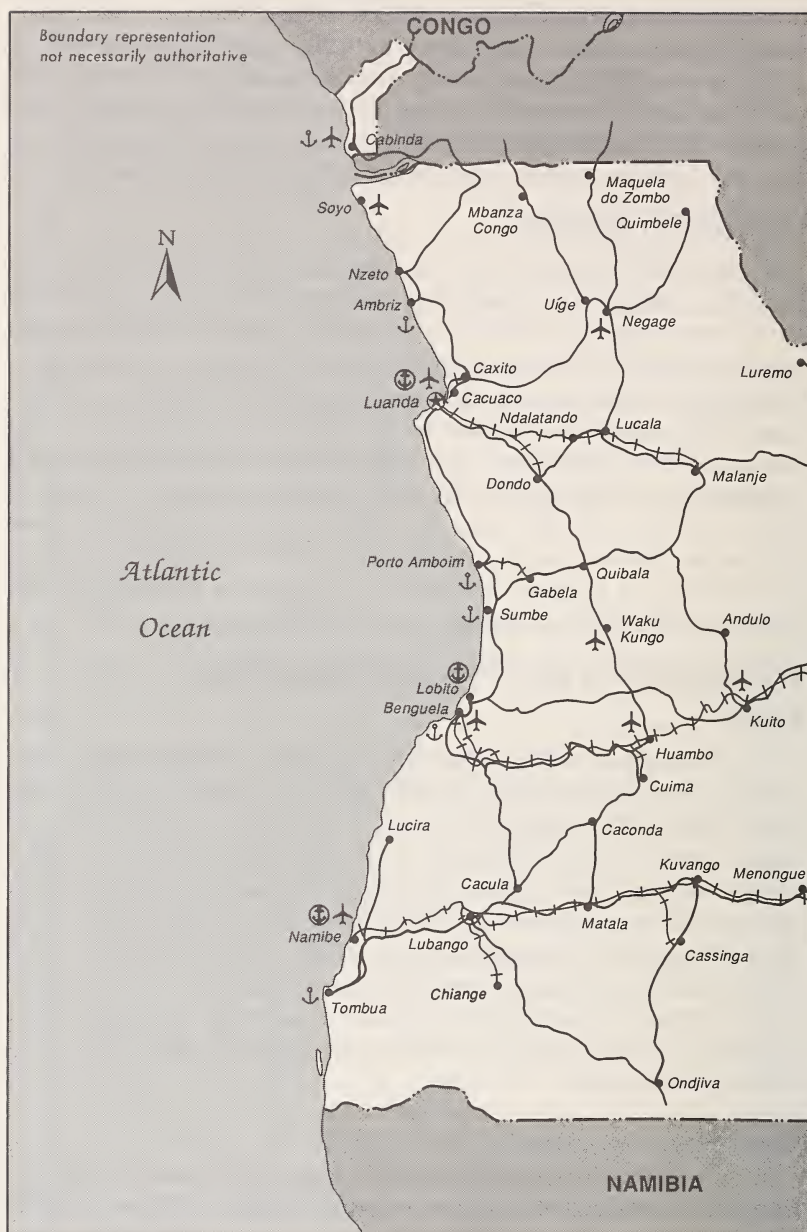 Boundary representation
not necessarily authoritative
CONGO
Cabinda
Soyo
Mbanza
Congo
Maquela
do Zombo
Quimbele
N
Nzeto
Ambriz
Uíge
Negage
Caxito
Cacuaco
Luanda
Luremo
Ndalatando
Lucala
Dondo
Malanje
Atlantic
Ocean
Porto Amboim
Gabela
Quibala
Sumbe
Waku
Kungo
Andulo
Lobito
Benguela
Kuito
Huambo
Cuima
Lucira
Caconda
Cacula
Kuvango
Menongue
Namibe
Lubango
Matala
Cassinga
Chiange
Tombua
Ondjiva
NAMIBIA